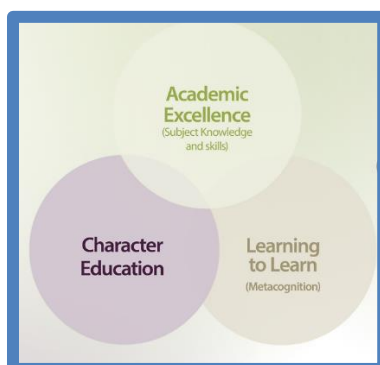 Academic
Excellence
(Subject Knowledge
and skills)
Character
Education
Learning
to Learn
(Metacognition)